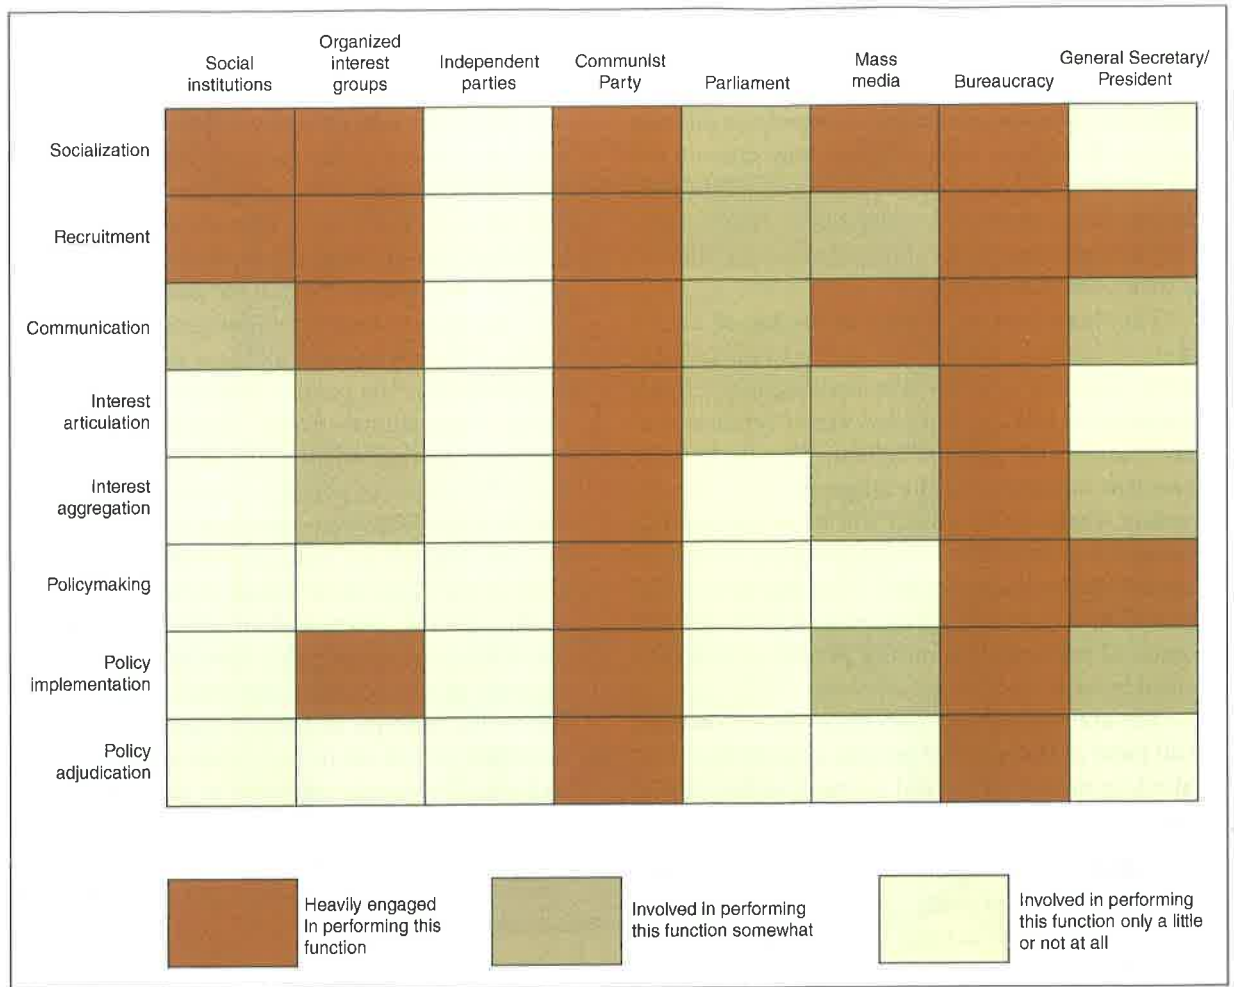 Social
institutions
Organized
interest
groups
Independent
parties
Communist
Party
Parliament
Mass
media
Bureaucracy
General Secretary/
President
Socialization
Recruitment
Communication
Interest
articulation
Interest
aggregation
Policymaking
Policy
implementation
Policy
adjudication
Heavily engaged
In performing this
function
Involved in performing
this function somewhat
Involved in performing
this function only a little
or not at all